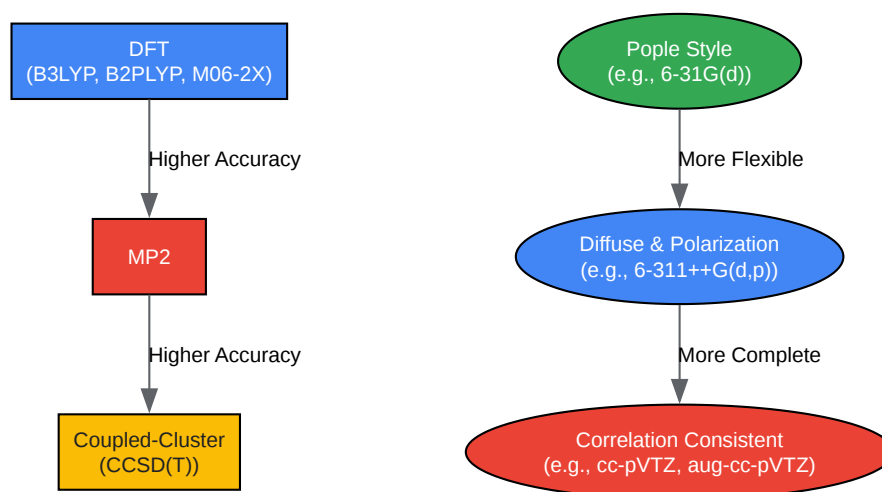 DFT
(B3LYP, B2PLYP, M06-2X)
Higher Accuracy
MP2
Higher Accuracy
Coupled-Cluster
(CCSD(T))
Pople Style
(e.g., 6-31G(d))
More Flexible
Diffuse & Polarization
(e.g., 6-311++G(d,p))
More Complete
Correlation Consistent
(e.g., cc-pVTZ, aug-cc-pVTZ)